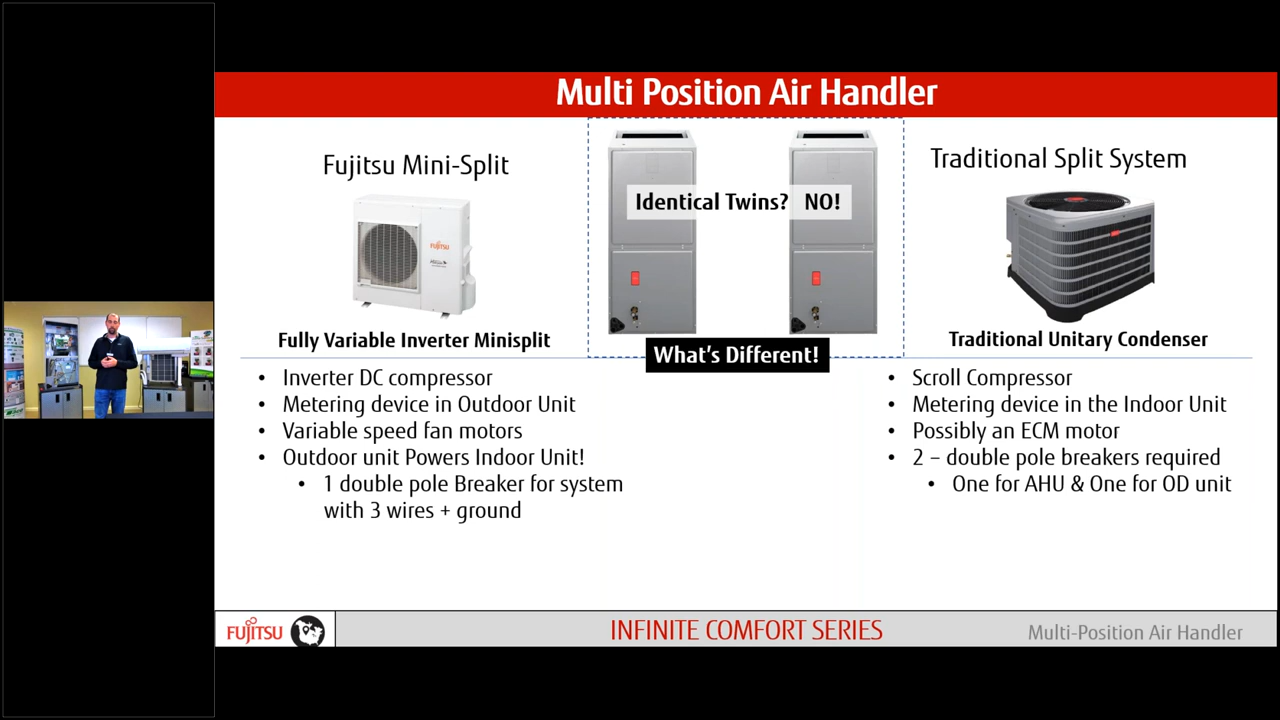 Multi Position Air Handler
Fujitsu Mini-Split
FUJITSU
Fully Variable Inverter Minisplit
• Inverter DC compressor
• Metering device in Outdoor Unit
• Variable speed fan motors
• Outdoor unit Powers Indoor Unit!
• 1 double pole Breaker for system
with 3 wires + ground
Identical Twins? NO!
What's Different!
Traditional Split System
Traditional Unitary Condenser
• Scroll Compressor
• Metering device in the Indoor Unit
• Possibly an ECM motor
• 2 – double pole breakers required
• One for AHU & One for OD unit
FUJITSU
INFINITE COMFORT SERIES
Multi-Position Air Handler